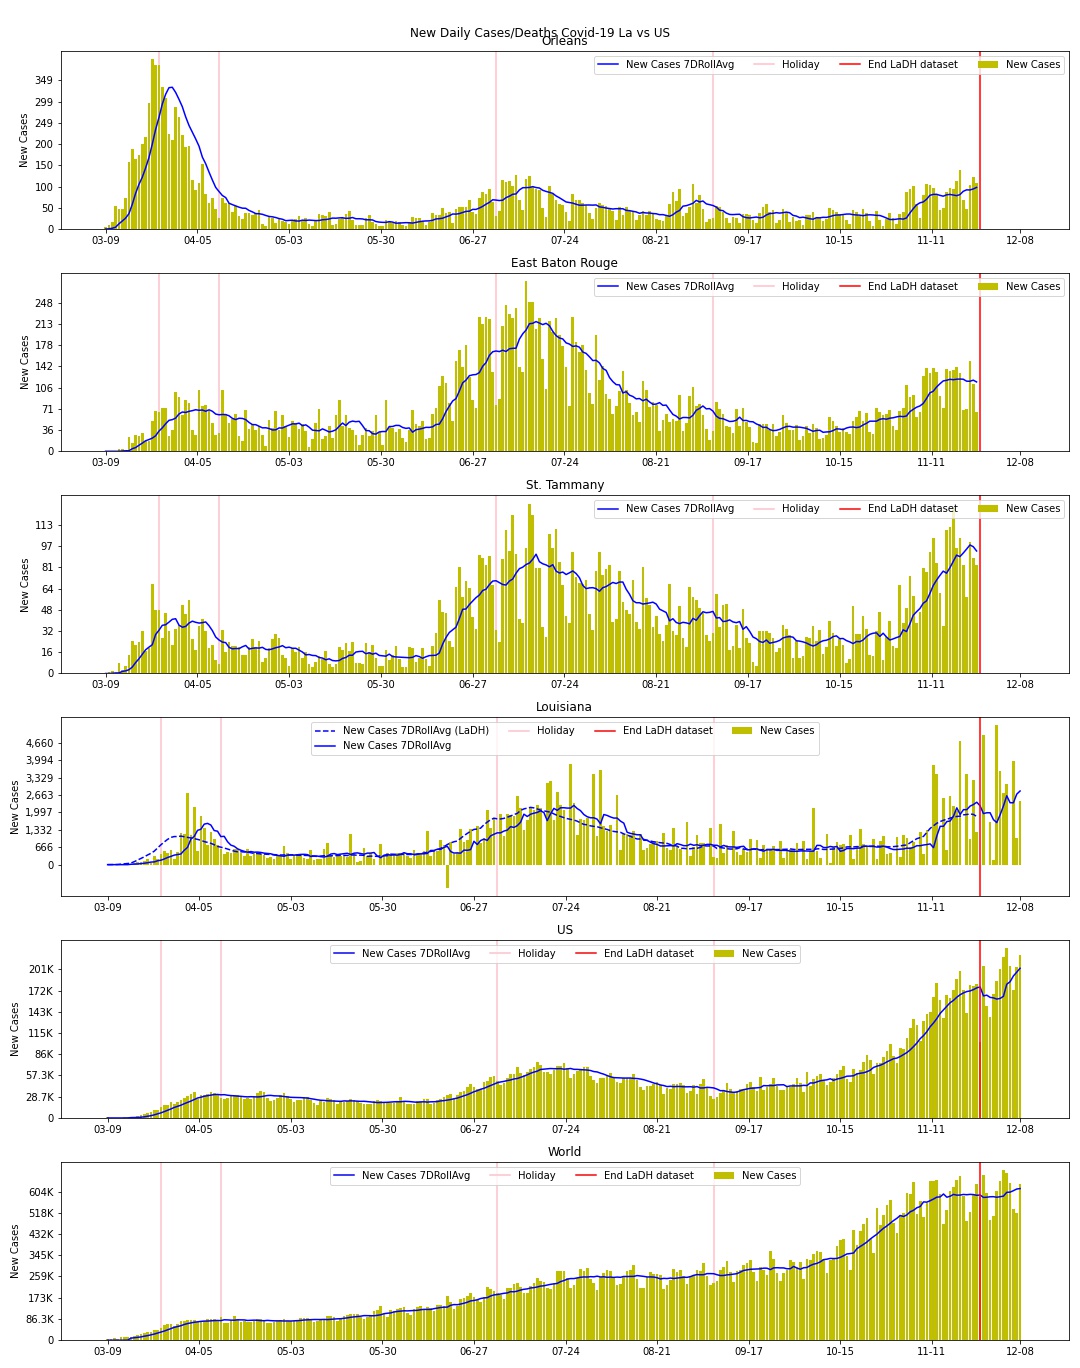 New Daily Cases/Deaths Covid-19 La vs US
Orleans
New Cases 7DRollAvg Holiday End LaDH dataset New Cases
New Cases
349
299
249
200
150
100
50
0
03-09 04-05 05-03 05-30 06-27 07-24 08-21 09-17 10-15 11-11 12-08
East Baton Rouge
New Cases 7DRollAvg Holiday End LaDH dataset New Cases
New Cases
248
213
178
142
106
71
36
0
03-09 04-05 05-03 05-30 06-27 07-24 08-21 09-17 10-15 11-11 12-08
St. Tammany
New Cases 7DRollAvg Holiday End LaDH dataset New Cases
New Cases
113
97
81
64
48
32
16
0
03-09 04-05 05-03 05-30 06-27 07-24 08-21 09-17 10-15 11-11 12-08
Louisiana
New Cases 7DRollAvg (LaDH) Holiday End LaDH dataset New Cases
New Cases 7DRollAvg
New Cases
4,660
3,994
3,329
2,663
1,997
1,332
666
0
03-09 04-05 05-03 05-30 06-27 07-24 08-21 09-17 10-15 11-11 12-08
US
New Cases 7DRollAvg Holiday End LaDH dataset New Cases
New Cases
201K
172K
143K
115K
86K
57.3K
28.7K
0
03-09 04-05 05-03 05-30 06-27 07-24 08-21 09-17 10-15 11-11 12-08
World
New Cases 7DRollAvg Holiday End LaDH dataset New Cases
New Cases
604K
518K
432K
345K
259K
173K
86.3K
0
03-09 04-05 05-03 05-30 06-27 07-24 08-21 09-17 10-15 11-11 12-08